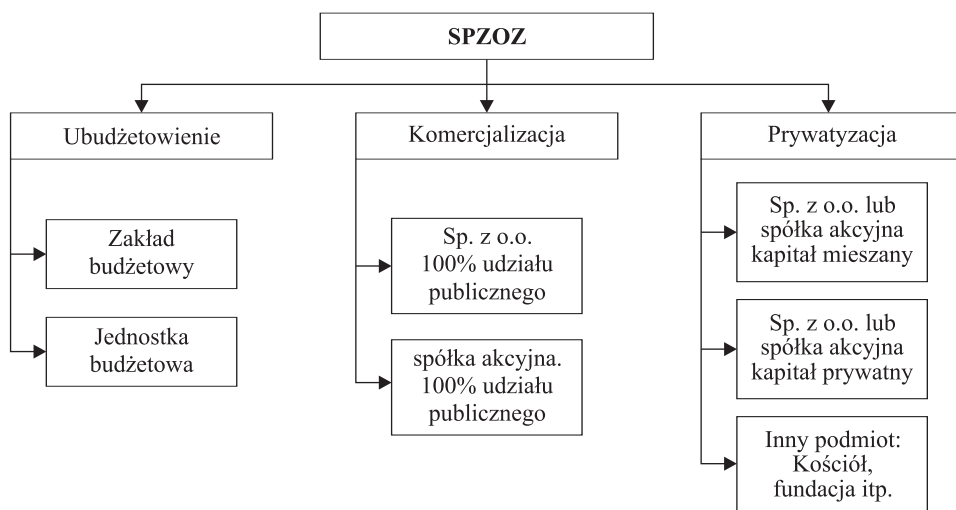 SPZOZ
Ubudżetowienie
Komercjalizacja
Prywatyzacja
Zakład
budżetowy
Jednostka
budżetowa
Sp. z o.o.
100% udziału
publicznego
spółka akcyjna.
100% udziału
publicznego
Sp. z o.o. lub
spółka akcyjna
kapitał mieszany
Sp. z o.o. lub
spółka akcyjna
kapitał prywatny
Inny podmiot:
Kościół,
fundacja itp.